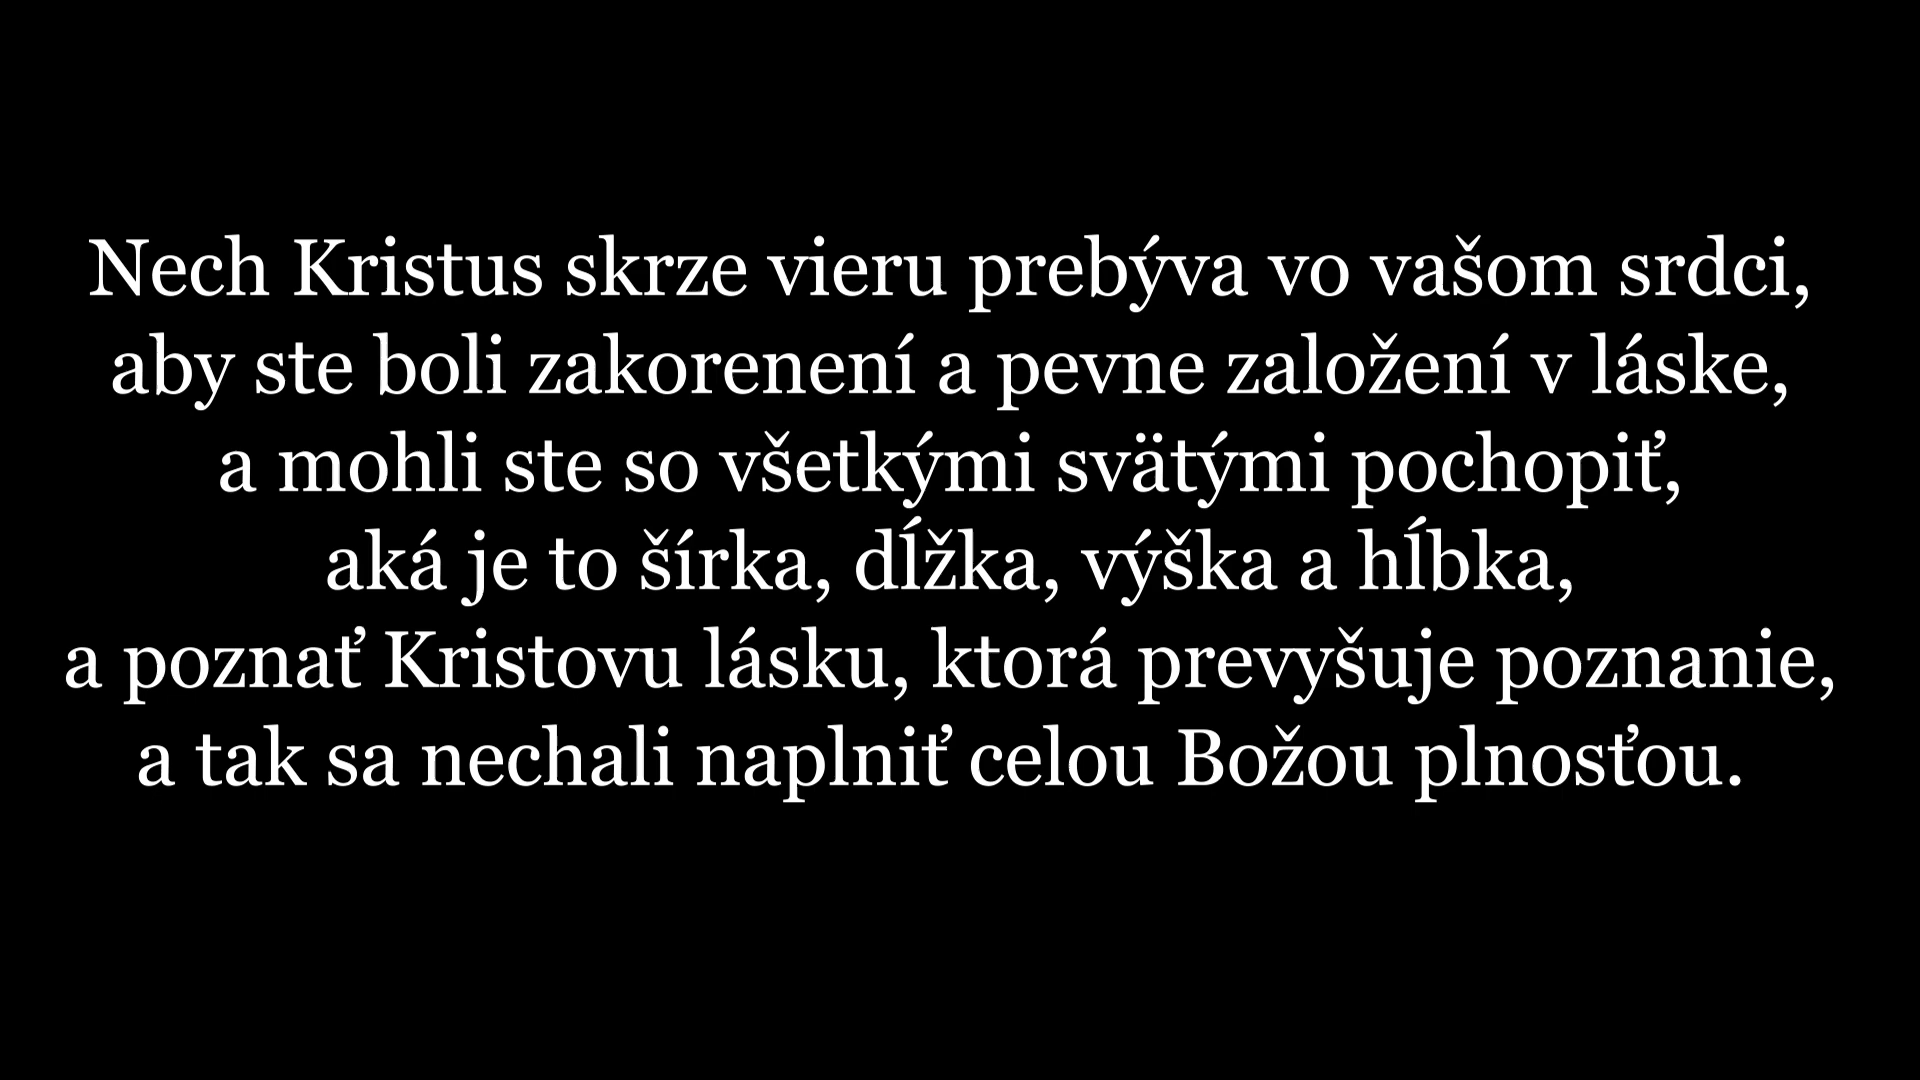 Nech Kristus skrze vieru prebýva vo vašom srdci,
aby ste boli zakorenení a pevne založení v láske,
a mohli ste so všetkými svätými pochopiť,
aká je to šírka, dĺžka, výška a hĺbka,
a poznať Kristovu lásku, ktorá prevyšuje poznanie,
a tak sa nechali naplniť celou Božou plnosťou.